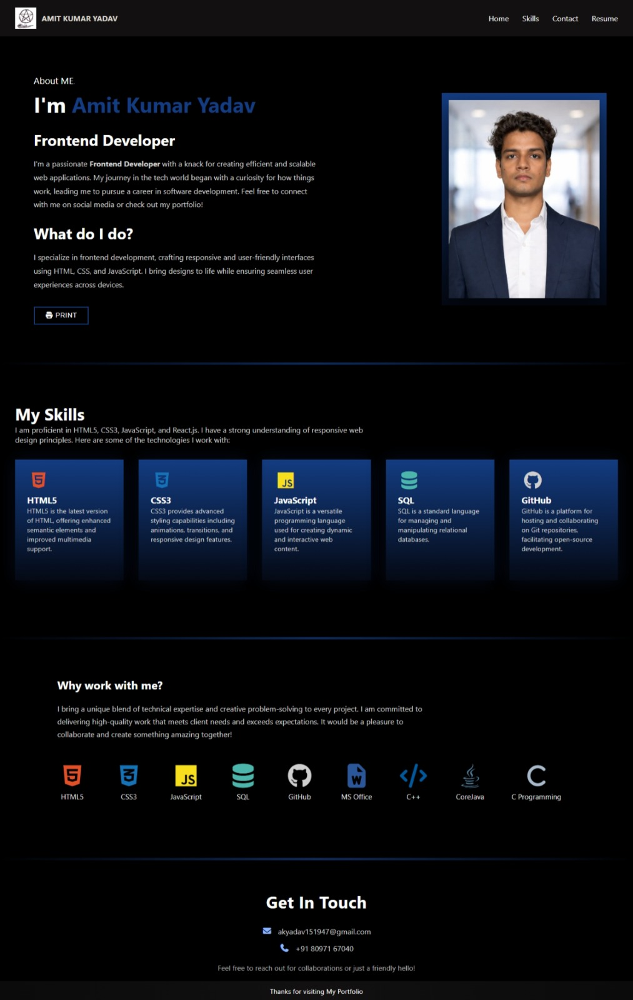 AMIT KUMAR YADAV
Home Skills Contact Resume
About ME
I'm Amit Kumar Yadav
Frontend Developer
I'm a passionate Frontend Developer with a knack for creating efficient and scalable
web applications. My journey in the tech world began with a curiosity for how things
work, leading me to pursue a career in software development. Feel free to connect
with me on social media or check out my portfolio!
What do I do?
I specialize in frontend development, crafting responsive and user-friendly interfaces
using HTML, CSS, and JavaScript. I bring designs to life while ensuring seamless user
experiences across devices.
PRINT
My Skills
I am proficient in HTML5, CSS3, JavaScript, and React.js. I have a strong understanding of responsive web
design principles. Here are some of the technologies I work with:
HTML5
HTML5 is the latest version
of HTML, offering enhanced
semantic elements and
improved multimedia
support.
CSS3
CSS3 provides advanced
styling capabilities including
animations, transitions, and
responsive design features.
JS
JavaScript
JavaScript is a versatile
programming language
used for creating dynamic
and interactive web
content.
SQL
SQL is a standard language
for managing and
manipulating relational
databases.
GitHub
GitHub is a platform for
hosting and collaborating
on Git repositories,
facilitating open-source
development.
Why work with me?
I bring a unique blend of technical expertise and creative problem-solving to every project. I am committed to
delivering high-quality work that meets client needs and exceeds expectations. It would be a pleasure to
collaborate and create something amazing together!
JS W
HTML5 CSS3 JavaScript SQL GitHub MS Office C++ CoreJava C Programming
Get In Touch
akyadav151947@gmail.com
+91 80971 67040
Feel free to reach out for collaborations or just a friendly hello!
Thanks for visiting My Portfolio